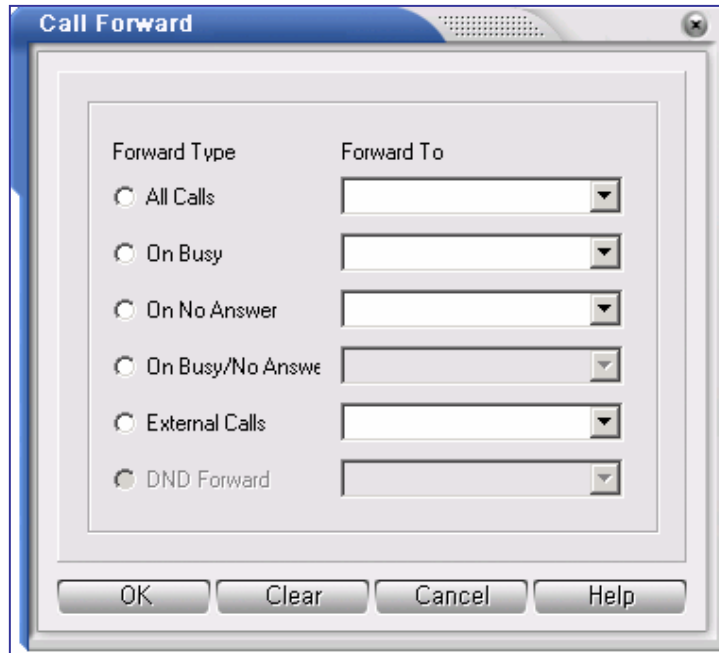 Call Forward
Forward Type Forward To
All Calls
On Busy
On No Answer
On Busy/No Answe
External Calls
DND Forward
OK Clear Cancel Help